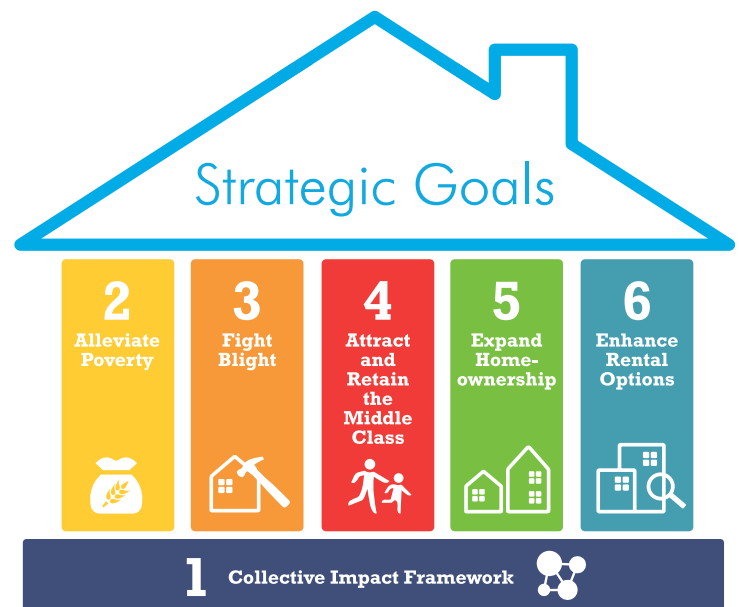 Strategic Goals
2
Alleviate
Poverty
3
Fight
Blight
4
Attract
and
Retain
the
Middle
Class
5
Expand
Home-
ownership
6
Enhance
Rental
Options
1 Collective Impact Framework